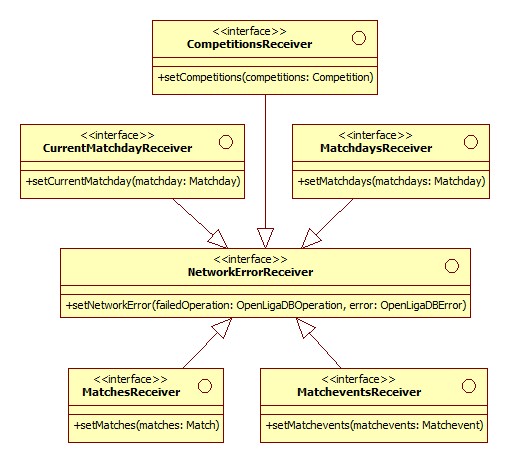 <<interface>>
CompetitionsReceiver
+setCompetitions(competitions: Competition)
<<interface>>
CurrentMatchdayReceiver
+setCurrentMatchday(matchday: Matchday)
<<interface>>
MatchdaysReceiver
+setMatchdays(matchdays: Matchday)
<<interface>>
NetworkErrorReceiver
+setNetworkError(failedOperation: OpenLigaDBOperation, error: OpenLigaDBError)
<<interface>>
MatchesReceiver
+setMatches(matches: Match)
<<interface>>
MatcheventsReceiver
+setMatchevents(matchevents: Matchevent)